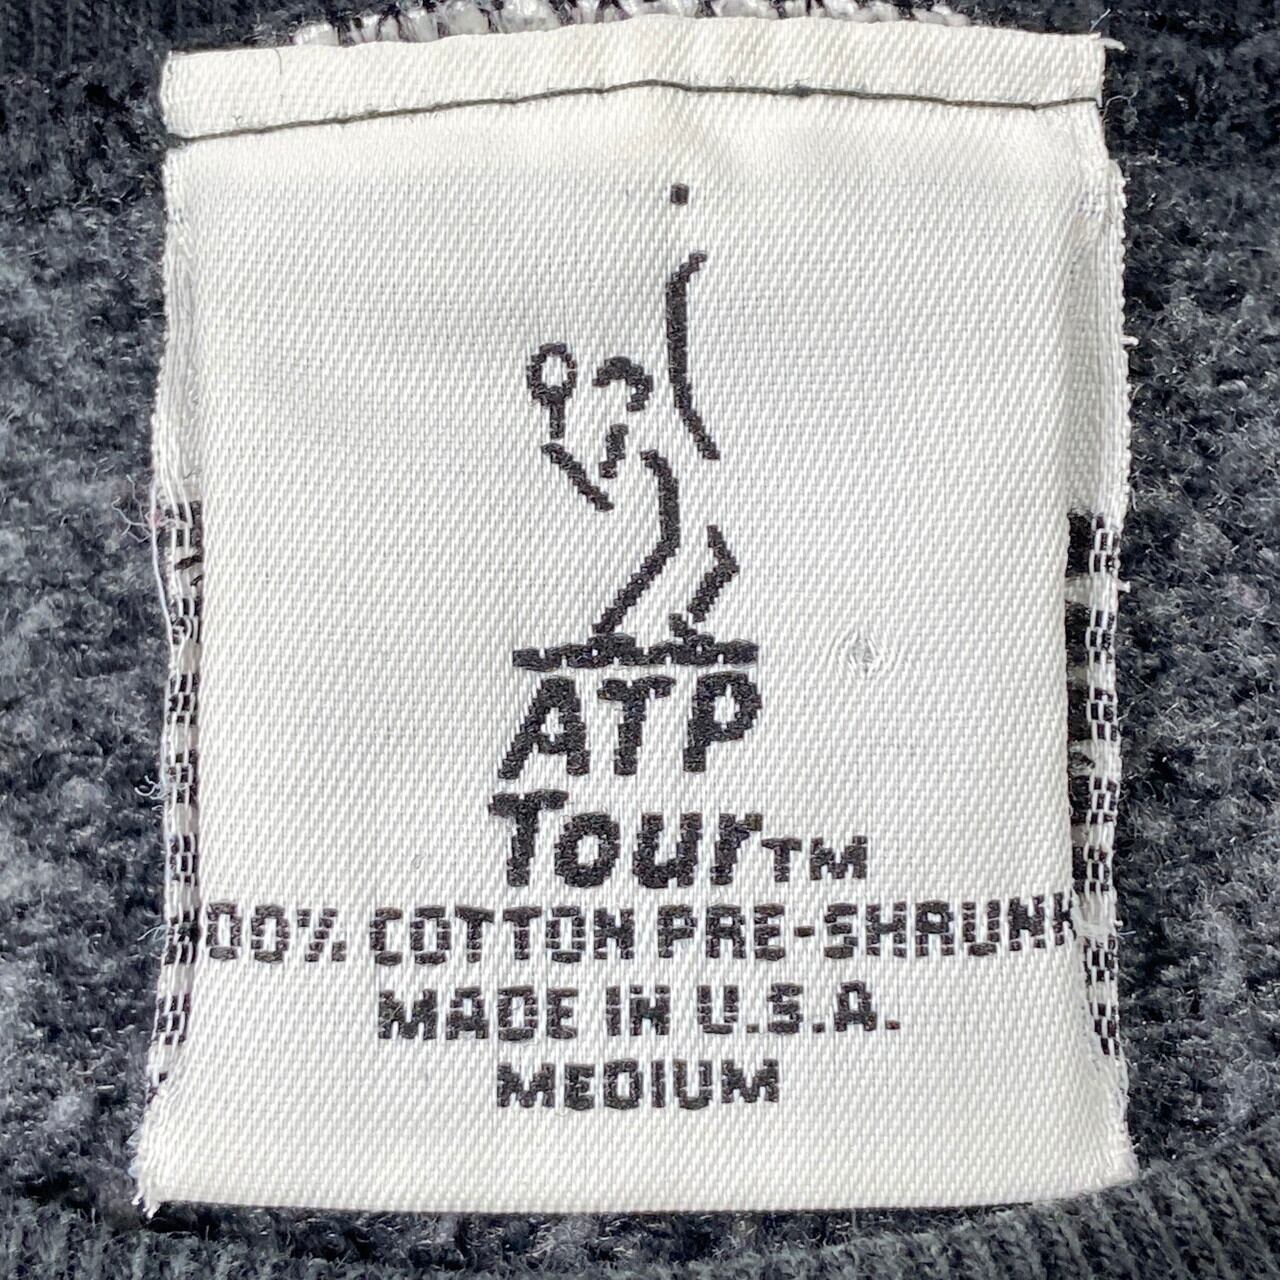 ATP
Tour™
00% COTTON PRE-SHRUNK
MADE IN U.S.A.
MEDIUM